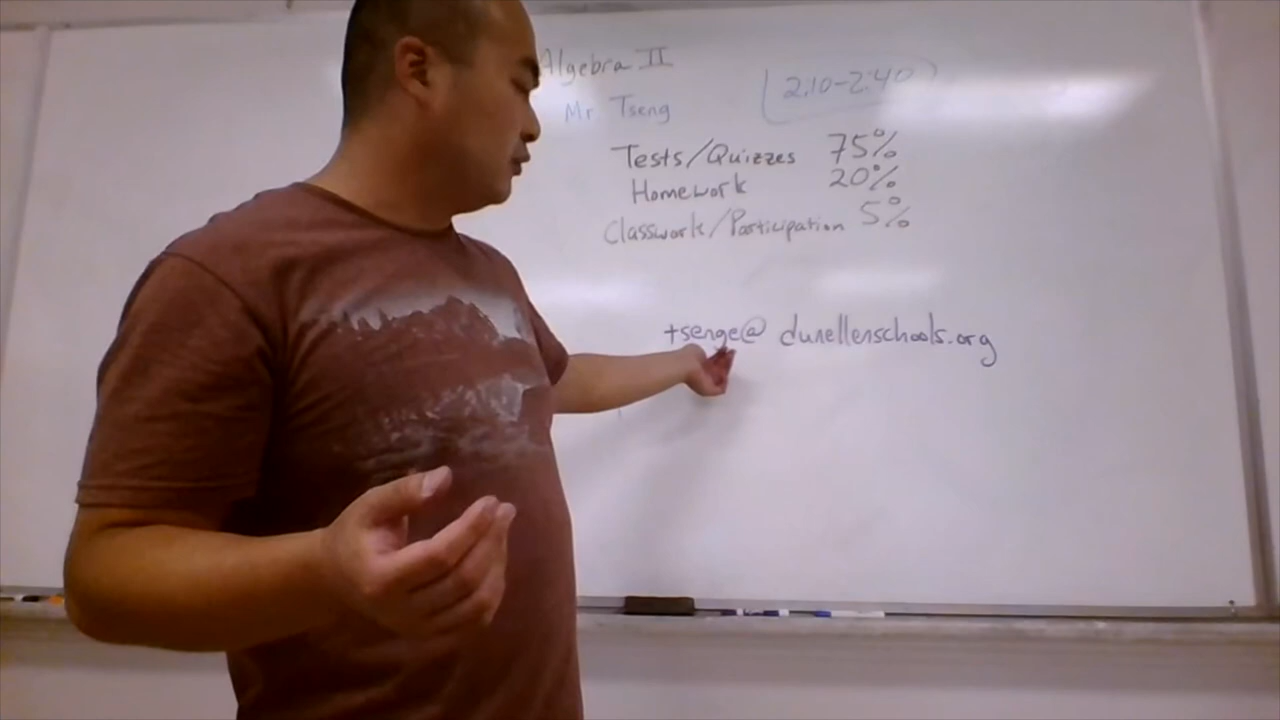 Algebra II
(2:10-2:40)
Mr. Tseng
Tests/Quizzes 75%
Homework 20%
Classwork/Participation 5%
tsenge@ dunellenschools.org